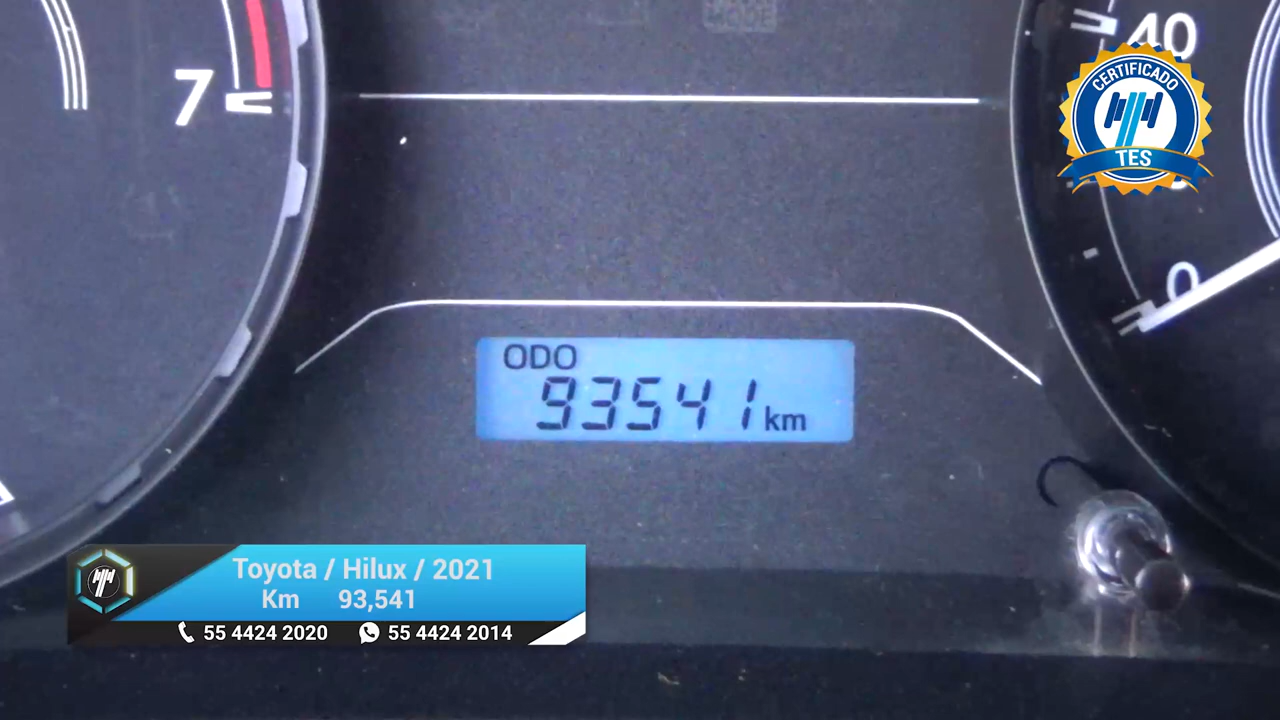 7
40
CERTIFICADO
TES
0
ODO
93541 km
Toyota / Hilux / 2021
Km 93,541
55 4424 2020 55 4424 2014